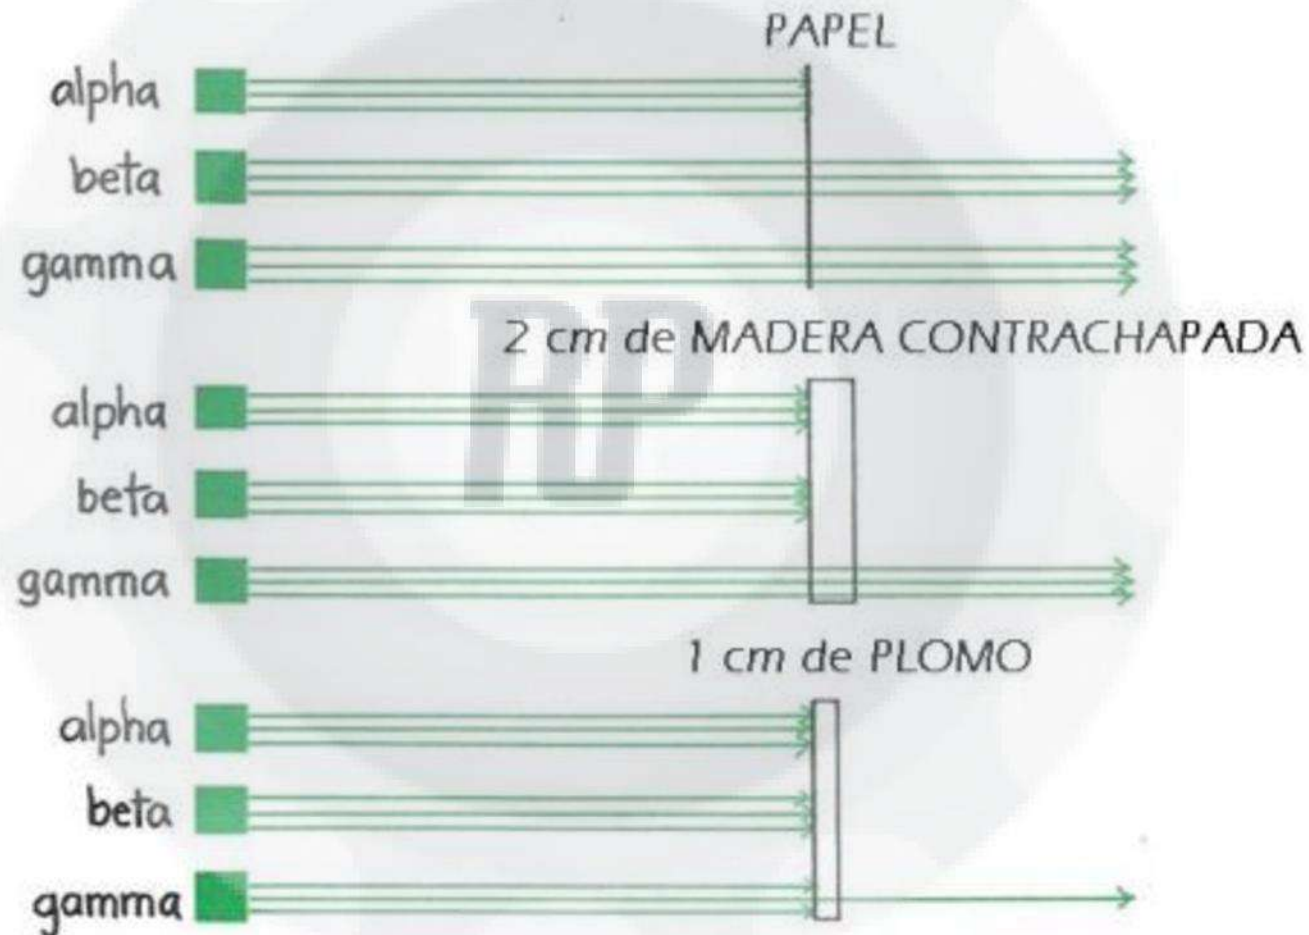 PAPEL
alpha
beta
gamma
2 cm de MADERA CONTRACHAPADA
alpha
beta
gamma
1 cm de PLOMO
alpha
beta
gamma
RP